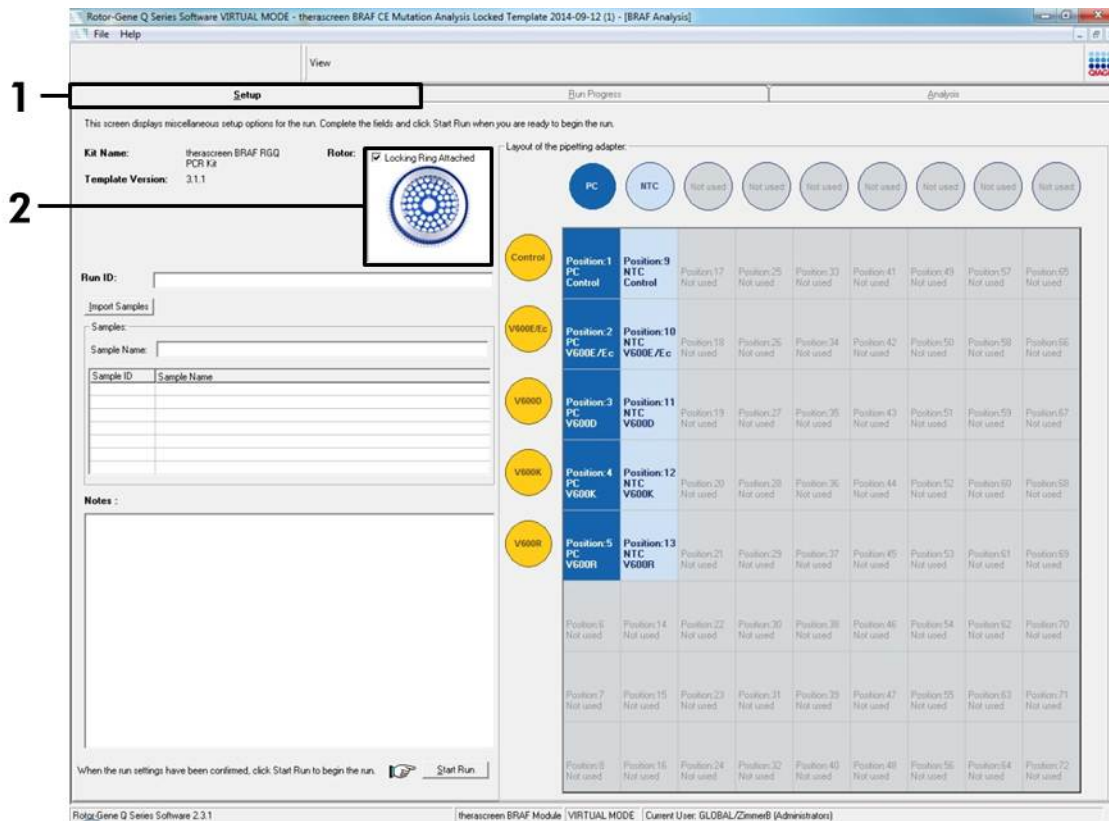 Rotor-Gene Q Series Software VIRTUAL MODE - therascreen BRAF CE Mutation Analysis Locked Template 2014-09-12 (1) - [BRAF Analysis]
File Help
View
QIAGEN
1
Setup
Run Progress
Analysis
This screen displays miscellaneous setup options for the run. Complete the fields and click Start Run when you are ready to begin the run.
Kit Name: therascreen BRAF RGQ PCR Kit
Template Version: 3.1.1
Rotor:
Locking Ring Attached
2
Run ID:
Import Samples
Samples:
Sample Name:
Sample ID Sample Name
Notes :
When the run settings have been confirmed, click Start Run to begin the run.
Start Run
Layout of the pipetting adapter:
PC NTC Not used Not used Not used Not used Not used Not used Not used
Control
Position:1 Position:9 Position:17 Position:25 Position:33 Position:41 Position:49 Position:57 Position:65
PC NTC Not used Not used Not used Not used Not used Not used Not used
Control Control
V600E/Ec
Position:2 Position:10 Position:18 Position:26 Position:34 Position:42 Position:50 Position:58 Position:66
PC NTC Not used Not used Not used Not used Not used Not used Not used
V600E/Ec V600E/Ec
V600D
Position:3 Position:11 Position:19 Position:27 Position:35 Position:43 Position:51 Position:59 Position:67
PC NTC Not used Not used Not used Not used Not used Not used Not used
V600D V600D
V600K
Position:4 Position:12 Position:20 Position:28 Position:36 Position:44 Position:52 Position:60 Position:68
PC NTC Not used Not used Not used Not used Not used Not used Not used
V600K V600K
V600R
Position:5 Position:13 Position:21 Position:29 Position:37 Position:45 Position:53 Position:61 Position:69
PC NTC Not used Not used Not used Not used Not used Not used Not used
V600R V600R
Position:6 Position:14 Position:22 Position:30 Position:38 Position:46 Position:54 Position:62 Position:70
Not used Not used Not used Not used Not used Not used Not used Not used Not used
Position:7 Position:15 Position:23 Position:31 Position:39 Position:47 Position:55 Position:63 Position:71
Not used Not used Not used Not used Not used Not used Not used Not used Not used
Position:8 Position:16 Position:24 Position:32 Position:40 Position:48 Position:56 Position:64 Position:72
Not used Not used Not used Not used Not used Not used Not used Not used Not used
Rotor-Gene Q Series Software 2.3.1
therascreen BRAF Module VIRTUAL MODE Current User: GLOBAL/ZimmerB (Administrators)